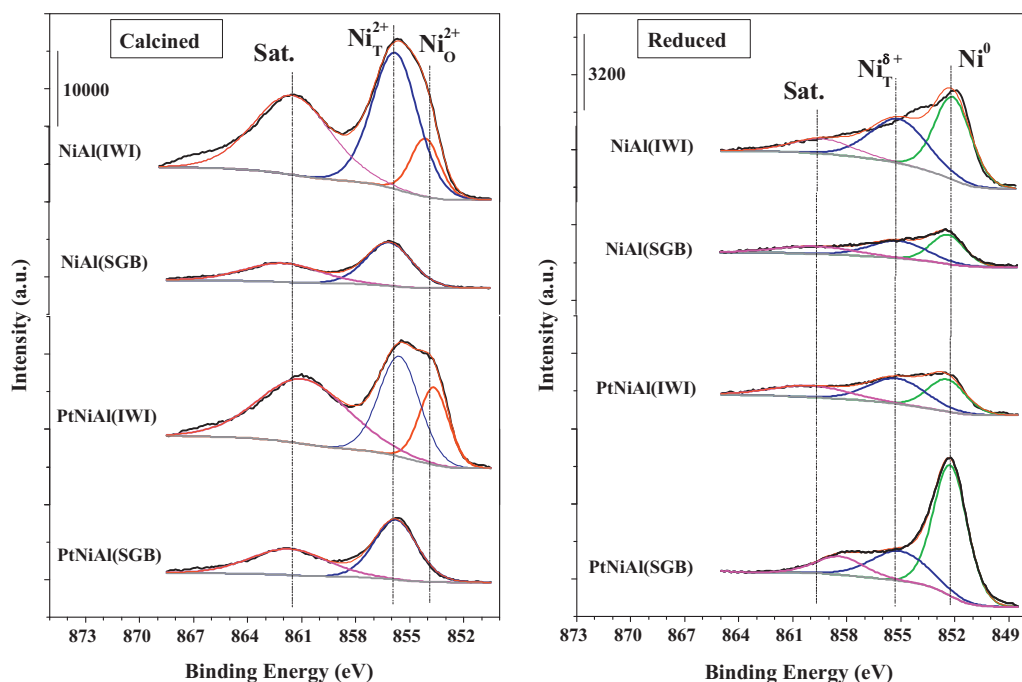 Calcined
Sat.
Ni_T^{2+}
Ni_O^{2+}
10000
NiAl(IWI)
NiAl(SGB)
PtNiAl(IWI)
PtNiAl(SGB)
Intensity (a.u.)
873 870 867 864 861 858 855 852
Binding Energy (eV)
Reduced
Sat.
Ni_T^{δ+}
Ni^0
3200
NiAl(IWI)
NiAl(SGB)
PtNiAl(IWI)
PtNiAl(SGB)
Intensity (a.u.)
873 870 867 864 861 858 855 852 849
Binding Energy (eV)